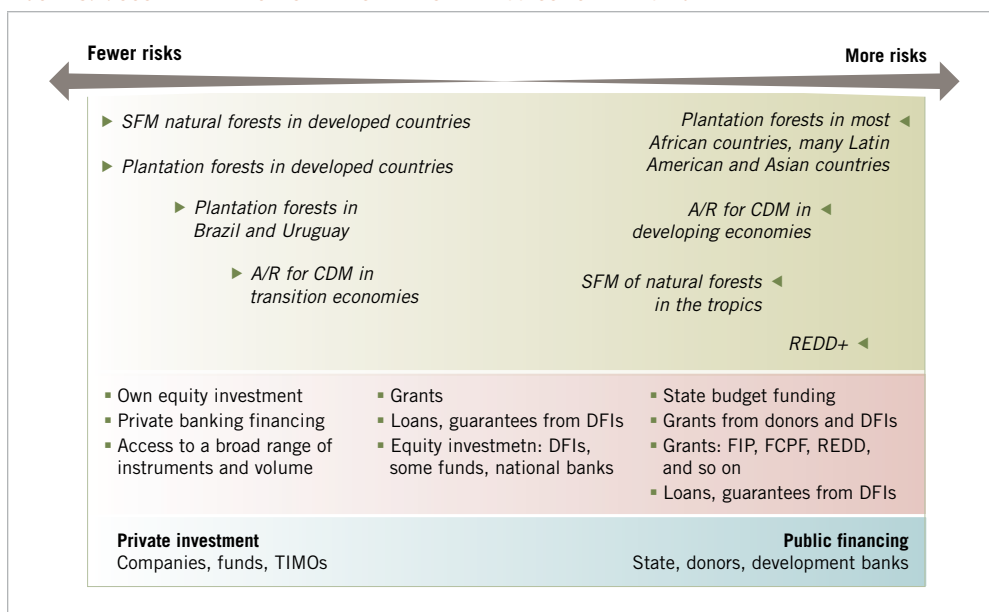 Fewer risks
More risks
SFM natural forests in developed countries
Plantation forests in developed countries
Plantation forests in
Brazil and Uruguay
A/R for CDM in
transition economies
Plantation forests in most
African countries, many Latin
American and Asian countries
A/R for CDM in
developing economies
SFM of natural forests
in the tropics
REDD+
Own equity investment
Private banking financing
Access to a broad range of
instruments and volume
Grants
Loans, guarantees from DFIs
Equity investmetn: DFIs,
some funds, national banks
State budget funding
Grants from donors and DFIs
Grants: FIP, FCPF, REDD,
and so on
Loans, guarantees from DFIs
Private investment
Companies, funds, TIMOs
Public financing
State, donors, development banks